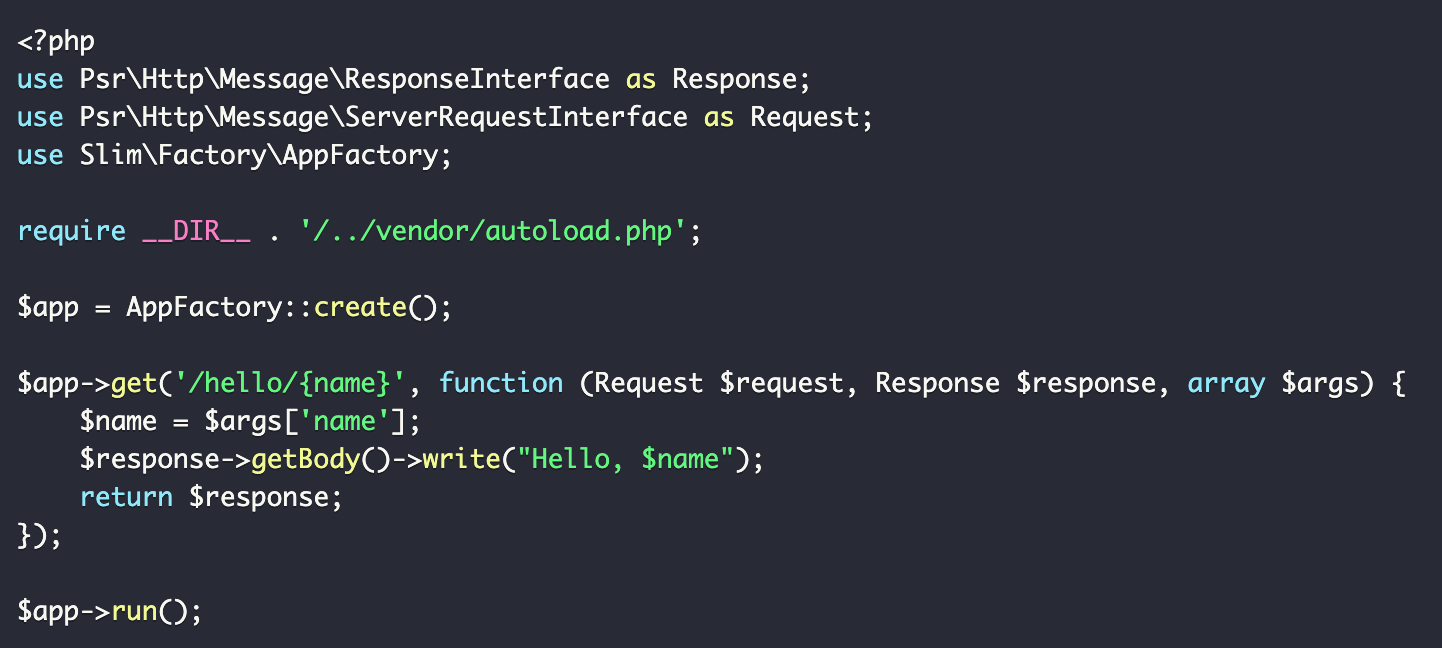 <?php
use Psr\Http\Message\ResponseInterface as Response;
use Psr\Http\Message\ServerRequestInterface as Request;
use Slim\Factory\AppFactory;

require __DIR__ . '/../vendor/autoload.php';

$app = AppFactory::create();

$app->get('/hello/{name}', function (Request $request, Response $response, array $args) {
    $name = $args['name'];
    $response->getBody()->write("Hello, $name");
    return $response;
});

$app->run();